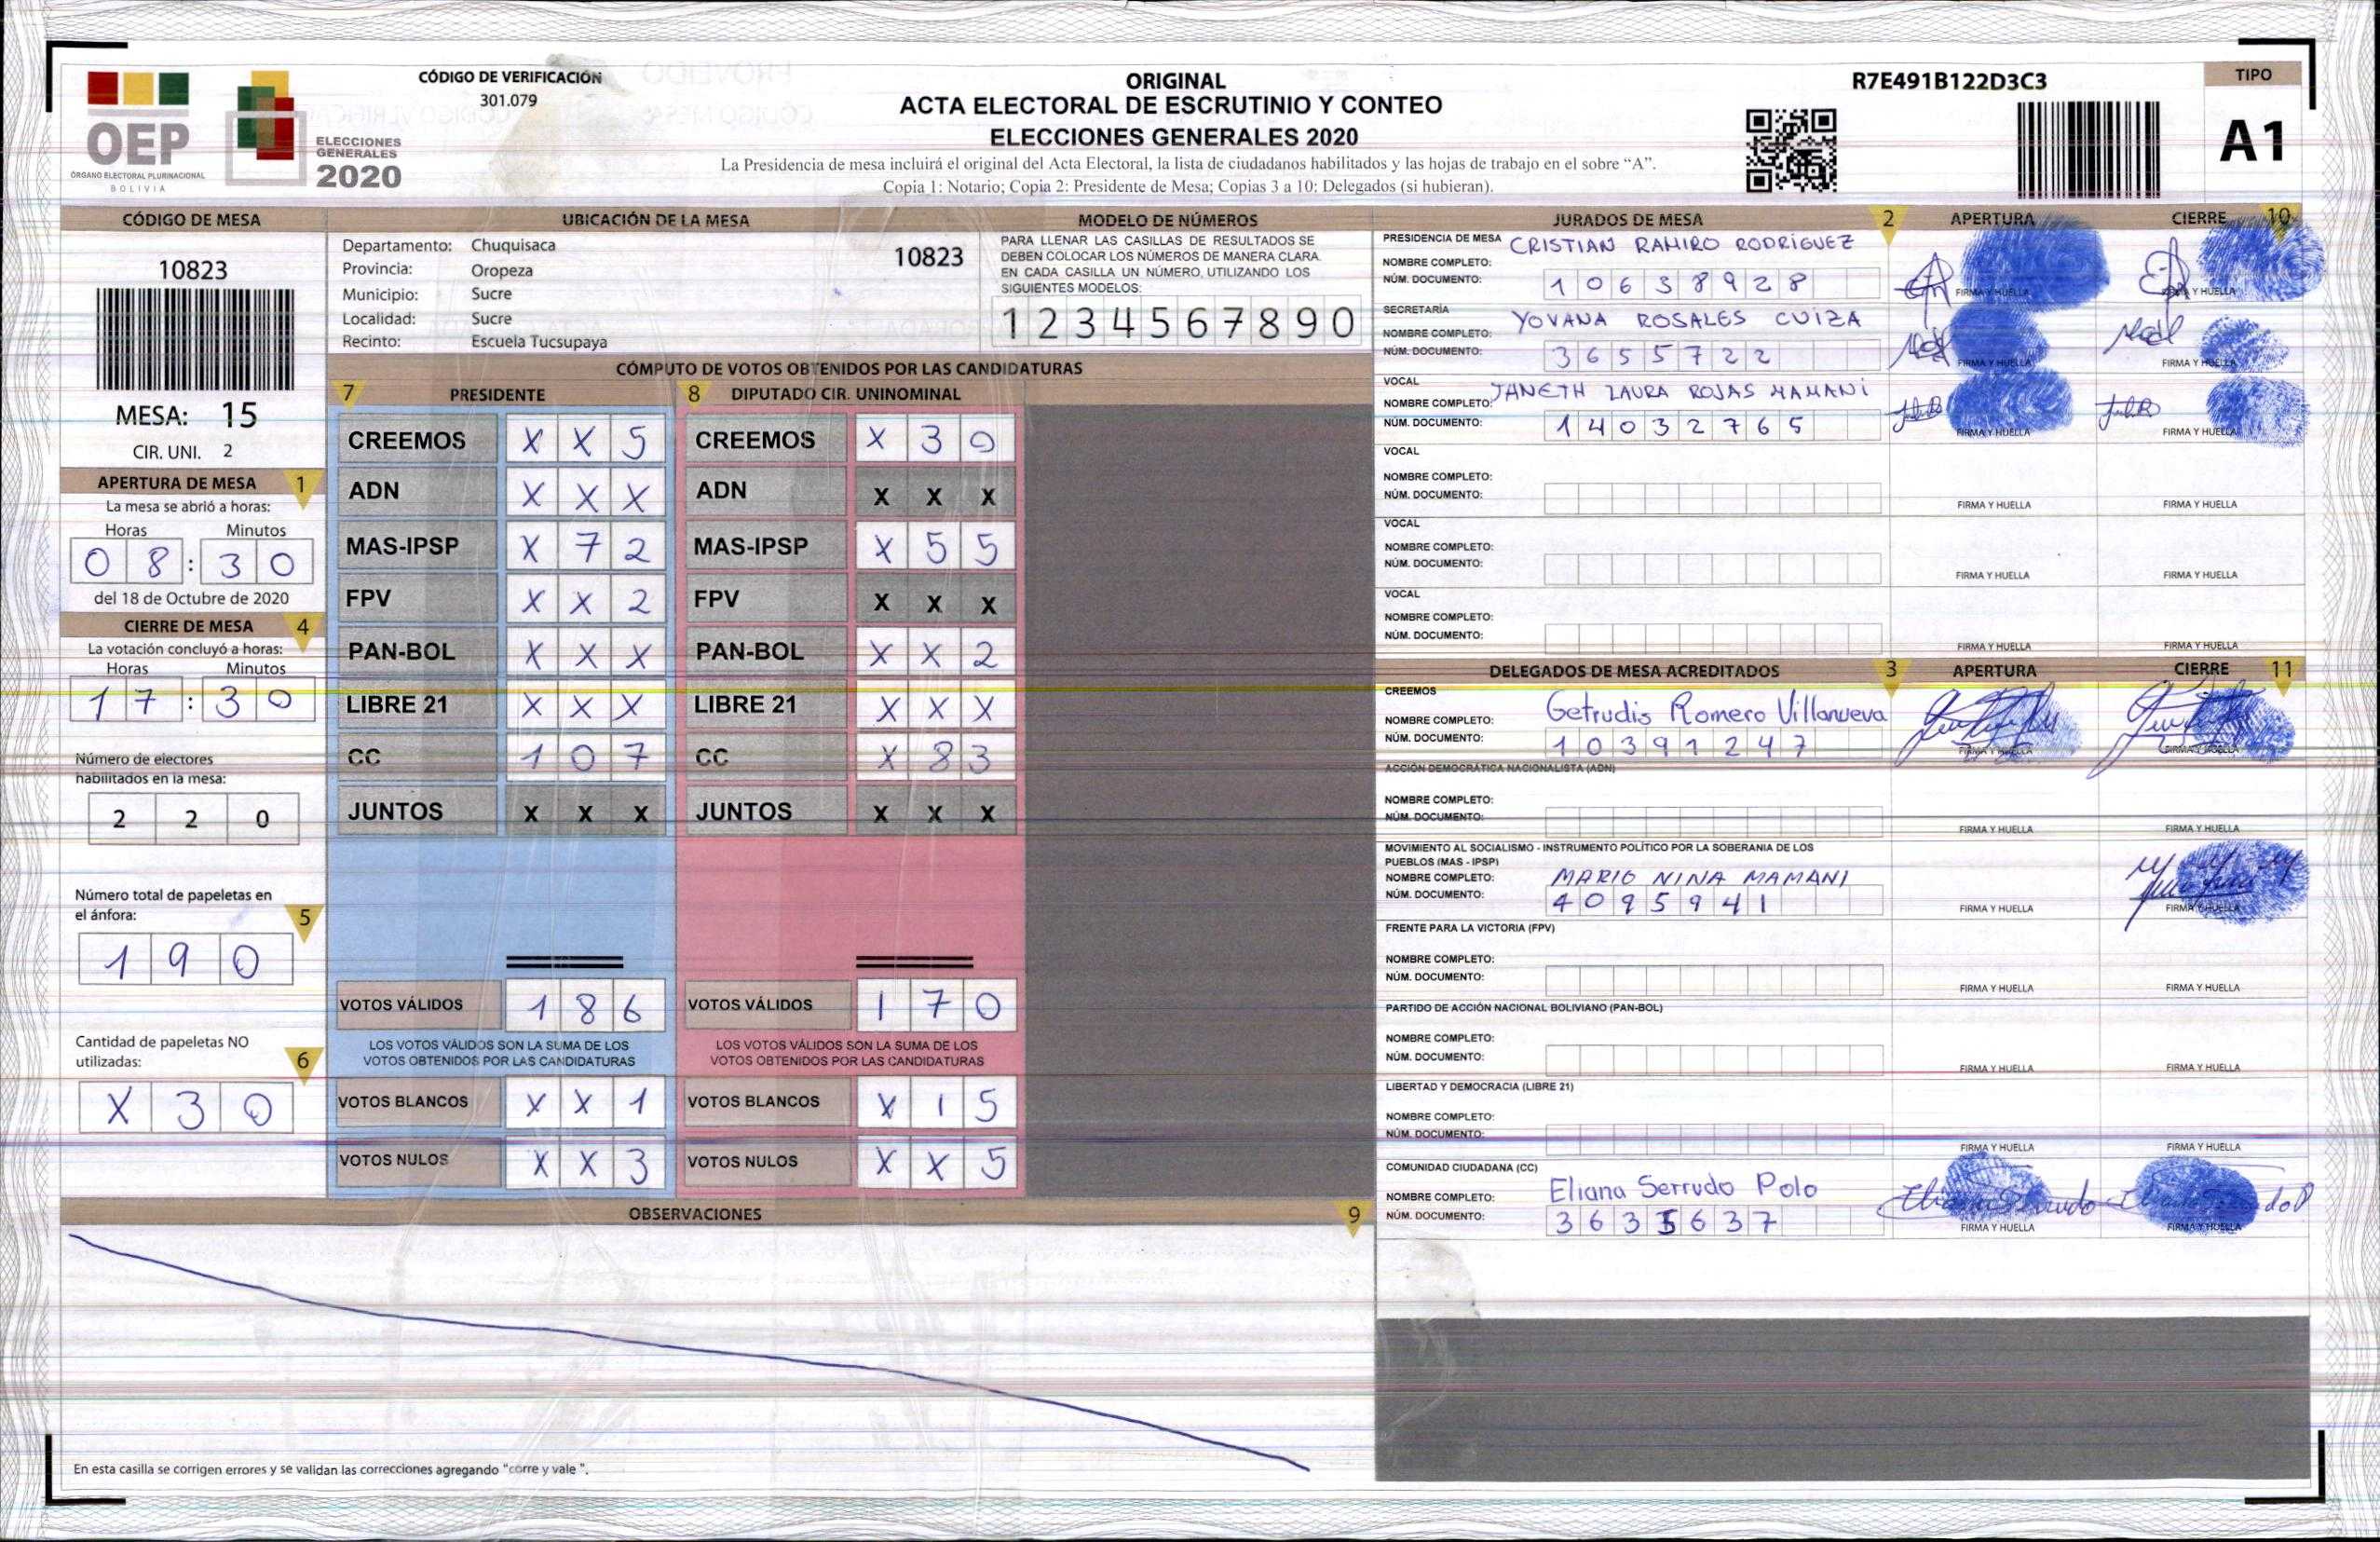 CÓDIGO DE VERIFICACIÓN
301.079
OEP
ÓRGANO ELECTORAL PLURINACIONAL
BOLIVIA
ELECCIONES
GENERALES
2020
ORIGINAL
ACTA ELECTORAL DE ESCRUTINIO Y CONTEO
ELECCIONES GENERALES 2020
La Presidencia de mesa incluirá el original del Acta Electoral, la lista de ciudadanos habilitados y las hojas de trabajo en el sobre “A”.
Copia 1: Notario; Copia 2: Presidente de Mesa; Copias 3 a 10: Delegados (si hubieran).
R7E491B122D3C3
TIPO
A1
CÓDIGO DE MESA
10823
MESA: 15
CIR. UNI. 2
APERTURA DE MESA 1
La mesa se abrió a horas:
Horas Minutos
0 8 : 3 0
del 18 de Octubre de 2020
CIERRE DE MESA 4
La votación concluyó a horas:
Horas Minutos
1 7 : 3 0
Número de electores
habilitados en la mesa:
2 2 0
Número total de papeletas en
el ánfora:
5
1 9 0
Cantidad de papeletas NO
utilizadas:
6
X 3 0
UBICACIÓN DE LA MESA
Departamento: Chuquisaca
Provincia: Oropeza
Municipio: Sucre
Localidad: Sucre
Recinto: Escuela Tucsupaya
10823
MODELO DE NÚMEROS
PARA LLENAR LAS CASILLAS DE RESULTADOS SE
DEBEN COLOCAR LOS NÚMEROS DE MANERA CLARA.
EN CADA CASILLA UN NÚMERO, UTILIZANDO LOS
SIGUIENTES MODELOS:
1 2 3 4 5 6 7 8 9 0
CÓMPUTO DE VOTOS OBTENIDOS POR LAS CANDIDATURAS
7 PRESIDENTE
CREEMOS X X 5
ADN X X X
MAS-IPSP X 7 2
FPV X X 2
PAN-BOL X X X
LIBRE 21 X X X
CC 1 0 7
JUNTOS X X X
VOTOS VÁLIDOS 1 8 6
LOS VOTOS VÁLIDOS SON LA SUMA DE LOS
VOTOS OBTENIDOS POR LAS CANDIDATURAS
VOTOS BLANCOS X X 1
VOTOS NULOS X X 3
8 DIPUTADO CIR. UNINOMINAL
CREEMOS X 3 0
ADN X X X
MAS-IPSP X 5 5
FPV X X X
PAN-BOL X X 2
LIBRE 21 X X X
CC X 8 3
JUNTOS X X X
VOTOS VÁLIDOS 1 7 0
LOS VOTOS VÁLIDOS SON LA SUMA DE LOS
VOTOS OBTENIDOS POR LAS CANDIDATURAS
VOTOS BLANCOS X 1 5
VOTOS NULOS X X 5
OBSERVACIONES 9
En esta casilla se corrigen errores y se validan las correcciones agregando "corre y vale ".
JURADOS DE MESA 2 APERTURA CIERRE 10
PRESIDENCIA DE MESA CRISTIAN RAMIRO RODRÍGUEZ
NOMBRE COMPLETO:
NÚM. DOCUMENTO: 1 0 6 3 8 9 2 8
FIRMA Y HUELLA Y HUELLA
SECRETARÍA
NOMBRE COMPLETO: YOVANA ROSALES CUIZA
NÚM. DOCUMENTO: 3 6 5 5 7 2 2
FIRMA Y HUELLA FIRMA Y HUELLA
VOCAL
NOMBRE COMPLETO: JANETH LAURA ROJAS MAMANI
NÚM. DOCUMENTO: 1 4 0 3 2 7 6 5
FIRMA Y HUELLA FIRMA Y HUELLA
VOCAL
NOMBRE COMPLETO:
NÚM. DOCUMENTO:
FIRMA Y HUELLA FIRMA Y HUELLA
VOCAL
NOMBRE COMPLETO:
NÚM. DOCUMENTO:
FIRMA Y HUELLA FIRMA Y HUELLA
VOCAL
NOMBRE COMPLETO:
NÚM. DOCUMENTO:
FIRMA Y HUELLA FIRMA Y HUELLA
DELEGADOS DE MESA ACREDITADOS 3 APERTURA CIERRE 11
CREEMOS
NOMBRE COMPLETO: Getrudis Romero Villanueva
NÚM. DOCUMENTO: 1 0 3 9 1 2 4 7
FIRMA Y HUELLA FIRMA Y HUELLA
ACCIÓN DEMOCRÁTICA NACIONALISTA (ADN)
NOMBRE COMPLETO:
NÚM. DOCUMENTO:
FIRMA Y HUELLA FIRMA Y HUELLA
MOVIMIENTO AL SOCIALISMO - INSTRUMENTO POLÍTICO POR LA SOBERANIA DE LOS
PUEBLOS (MAS - IPSP)
NOMBRE COMPLETO: MARIO NINA MAMANI
NÚM. DOCUMENTO: 4 0 9 5 9 4 1
FIRMA Y HUELLA FIRMA Y HUELLA
FRENTE PARA LA VICTORIA (FPV)
NOMBRE COMPLETO:
NÚM. DOCUMENTO:
FIRMA Y HUELLA FIRMA Y HUELLA
PARTIDO DE ACCIÓN NACIONAL BOLIVIANO (PAN-BOL)
NOMBRE COMPLETO:
NÚM. DOCUMENTO:
FIRMA Y HUELLA FIRMA Y HUELLA
LIBERTAD Y DEMOCRACIA (LIBRE 21)
NOMBRE COMPLETO:
NÚM. DOCUMENTO:
FIRMA Y HUELLA FIRMA Y HUELLA
COMUNIDAD CIUDADANA (CC)
NOMBRE COMPLETO: Eliana Serrudo Polo
NÚM. DOCUMENTO: 3 6 3 5 6 3 7
FIRMA Y HUELLA FIRMA Y HUELLA